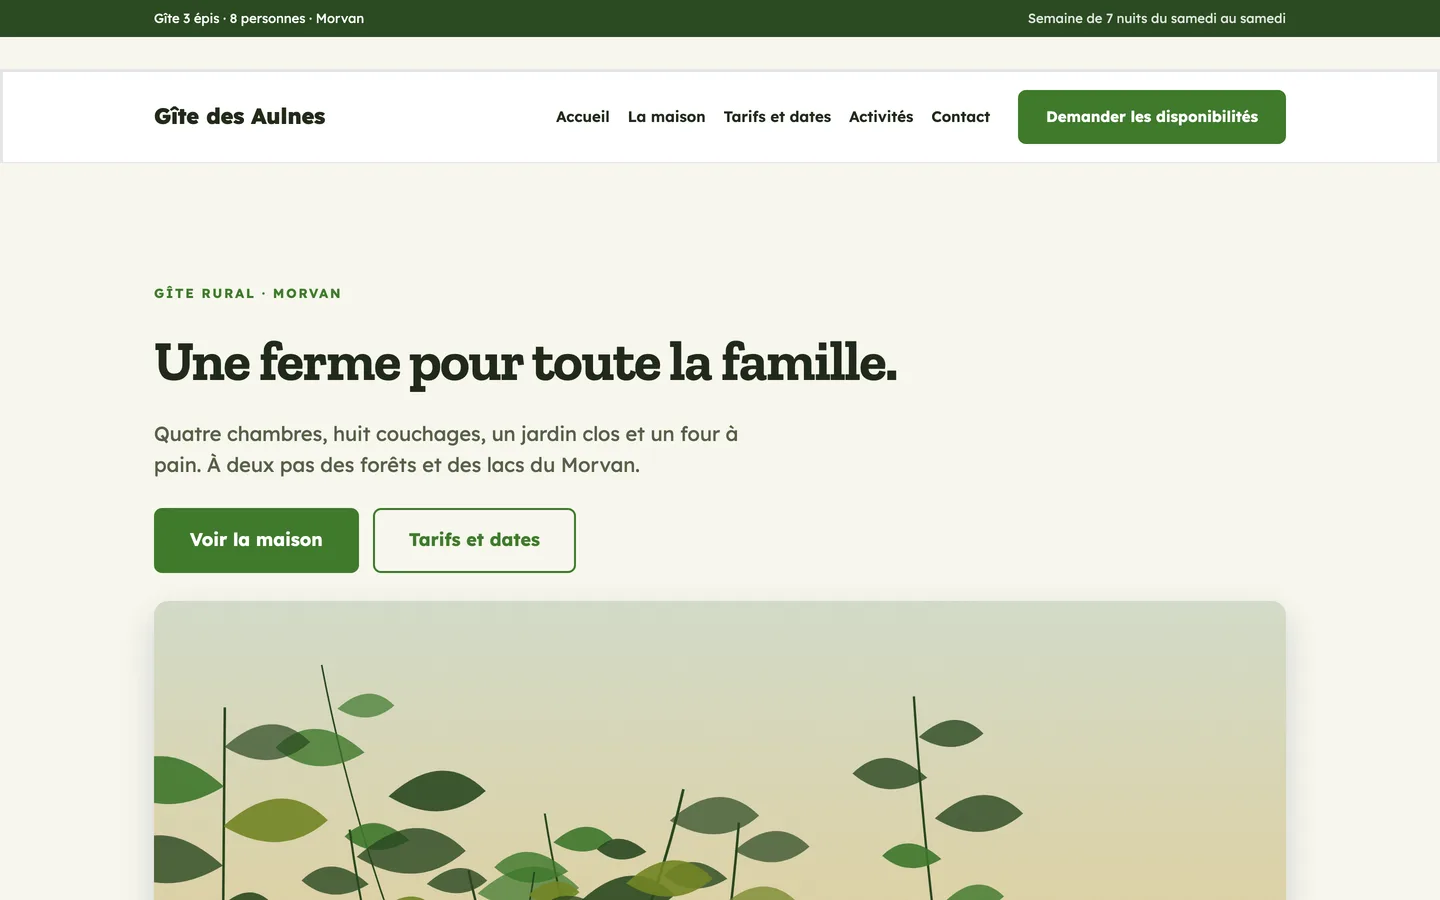 Gîte 3 épis · 8 personnes · Morvan
Semaine de 7 nuits du samedi au samedi
Gîte des Aulnes
Accueil
La maison
Tarifs et dates
Activités
Contact
Demander les disponibilités
GÎTE RURAL · MORVAN
Une ferme pour toute la famille.
Quatre chambres, huit couchages, un jardin clos et un four à
pain. À deux pas des forêts et des lacs du Morvan.
Voir la maison
Tarifs et dates